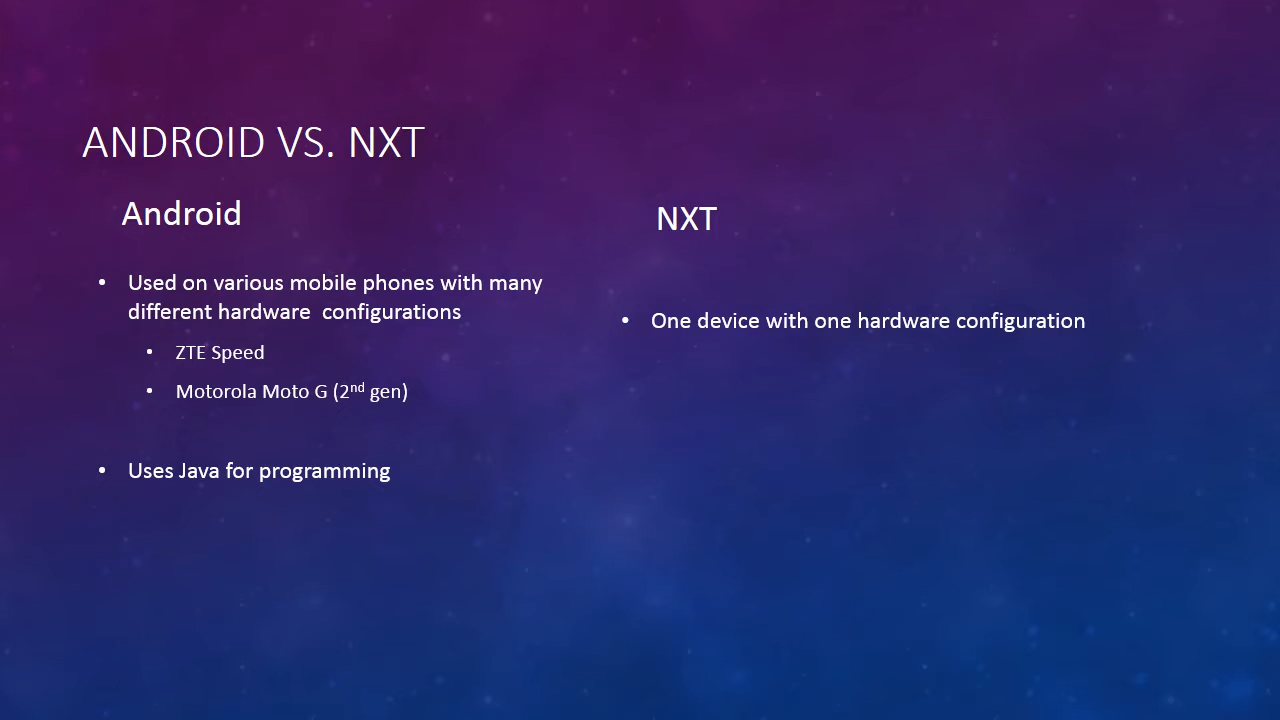 ANDROID VS. NXT
Android
Used on various mobile phones with many
different hardware configurations
ZTE Speed
Motorola Moto G (2nd gen)
Uses Java for programming
NXT
One device with one hardware configuration